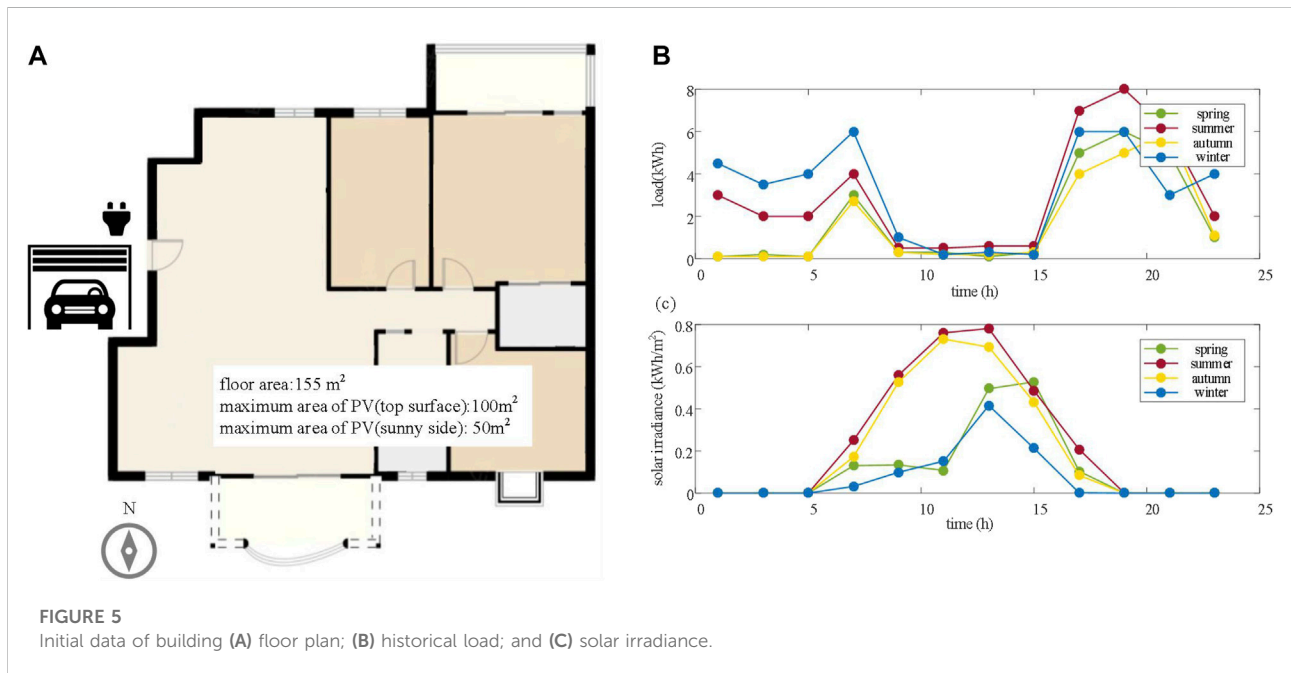 A
floor area:155 m²
maximum area of PV(top surface):100m²
maximum area of PV(sunny side): 50m²
N
B
8
6
4
2
0
load(kWh)
spring
summer
autumn
winter
0 5 10 15 20 25
time (h)
(c)
0.8
0.6
0.4
0.2
0
solar irradiance (kWh/m²)
spring
summer
autumn
winter
0 5 10 15 20 25
time (h)
FIGURE 5
Initial data of building (A) floor plan; (B) historical load; and (C) solar irradiance.